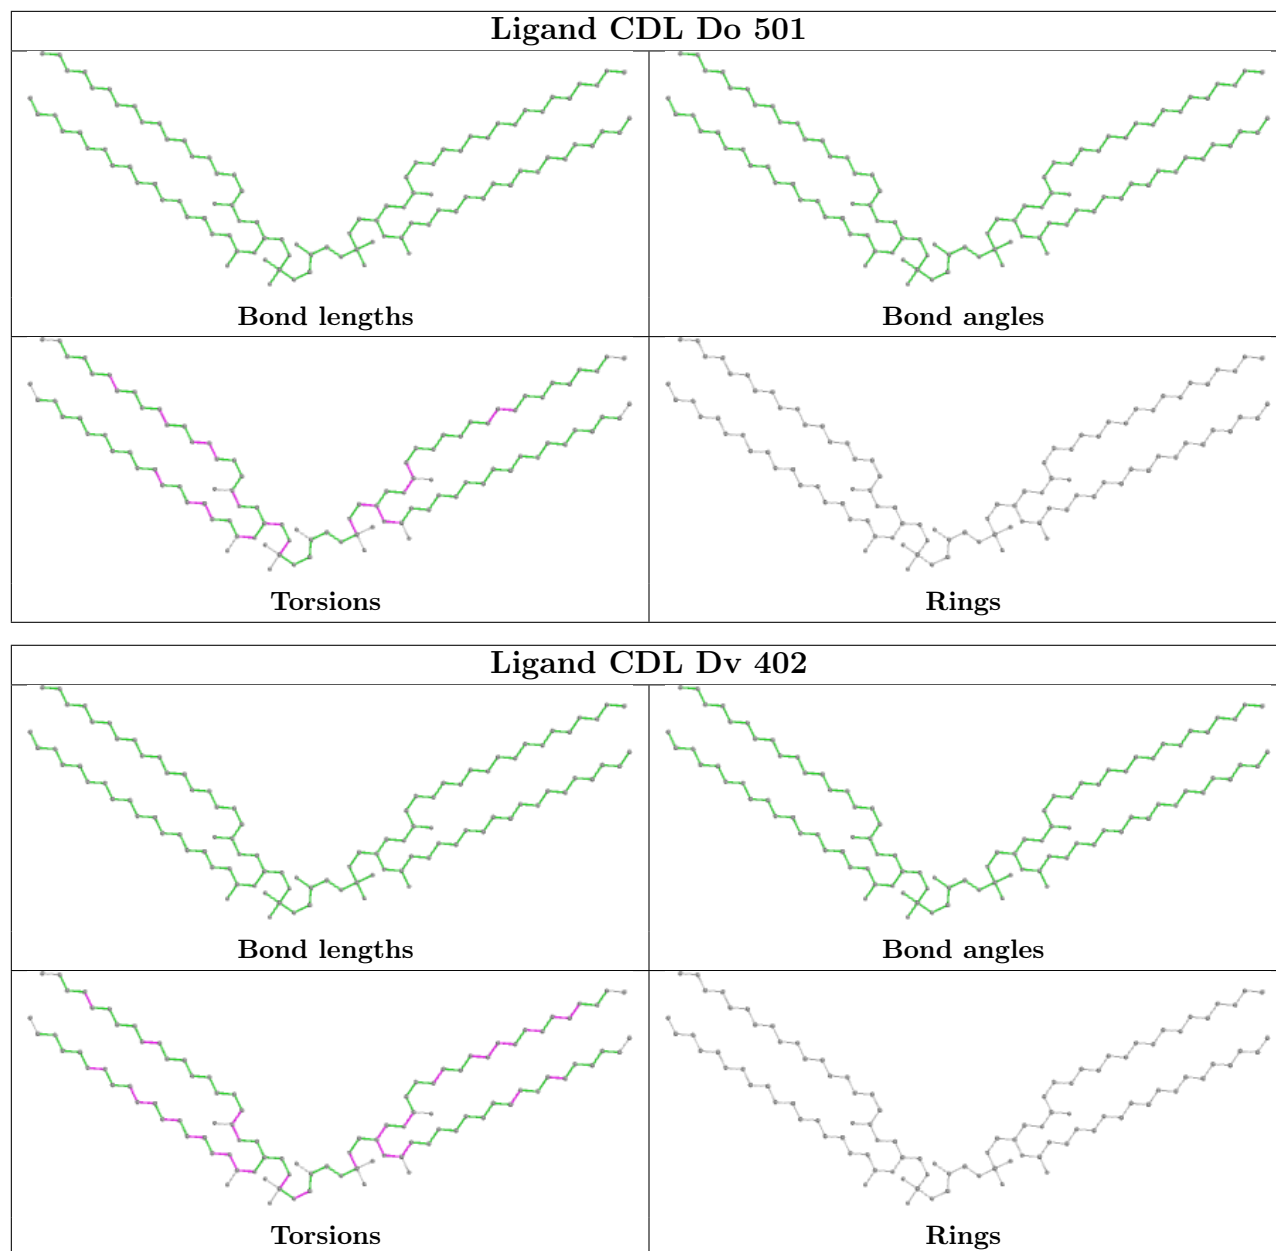 Ligand CDL Do 501
Bond lengths
Bond angles
Torsions
Rings
Ligand CDL Dv 402
Bond lengths
Bond angles
Torsions
Rings